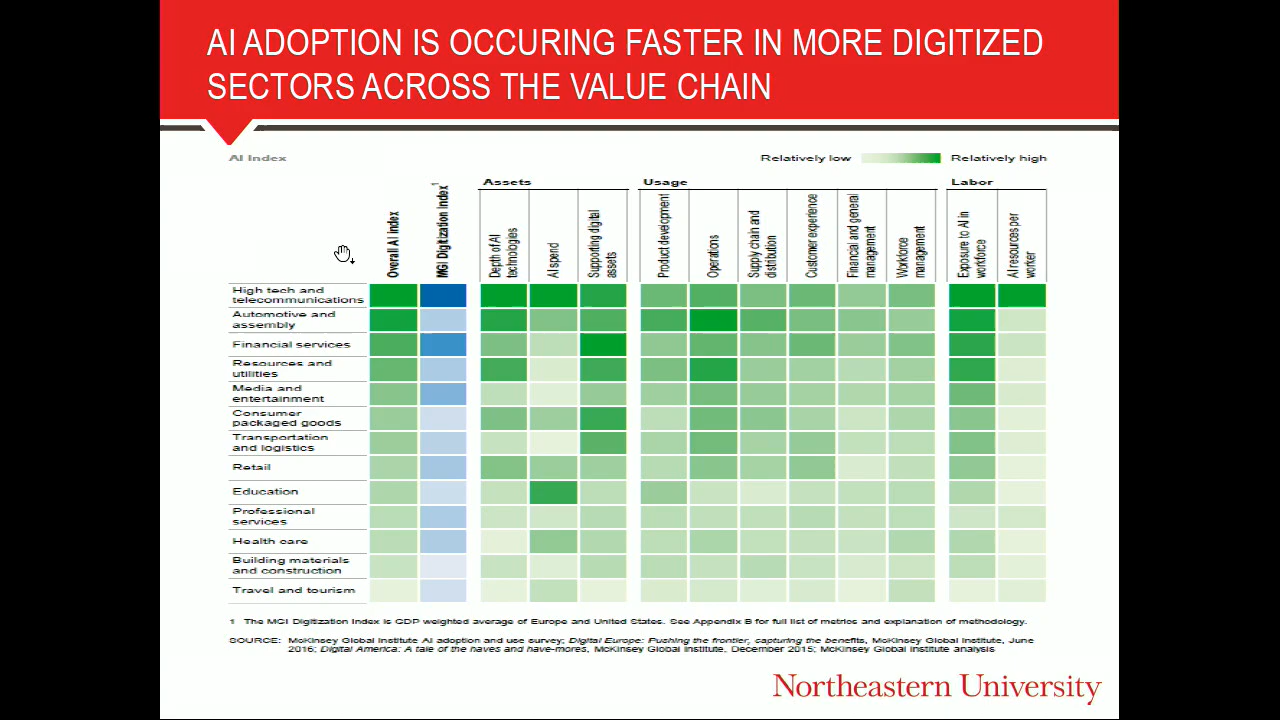 AI ADOPTION IS OCCURING FASTER IN MORE DIGITIZED
SECTORS ACROSS THE VALUE CHAIN
AI Index
Relatively low
Relatively high
Assets
Usage
Labor
Overall AI index
MGI Digitization Index1
Depth of AI
technologies
AI spend
Supporting digital
assets
Product development
Operations
Supply chain and
distribution
Customer experience
Financial and general
management
Workforce
management
Exposure to AI in
workforce
AI resources per
worker
High tech and
telecommunications
Automotive and
assembly
Financial services
Resources and
utilities
Media and
entertainment
Consumer
packaged goods
Transportation
and logistics
Retail
Education
Professional
services
Health care
Building materials
and construction
Travel and tourism
1 The MGI Digitization Index is GDP weighted average of Europe and United States. See Appendix B for full list of metrics and explanation of methodology.
SOURCE: McKinsey Global Institute AI adoption and use survey; Digital Europe: Pushing the frontier, capturing the benefits, McKinsey Global Institute, June
2016; Digital America: A tale of the haves and have-mores, McKinsey Global Institute, December 2015; McKinsey Global Institute analysis
Northeastern University